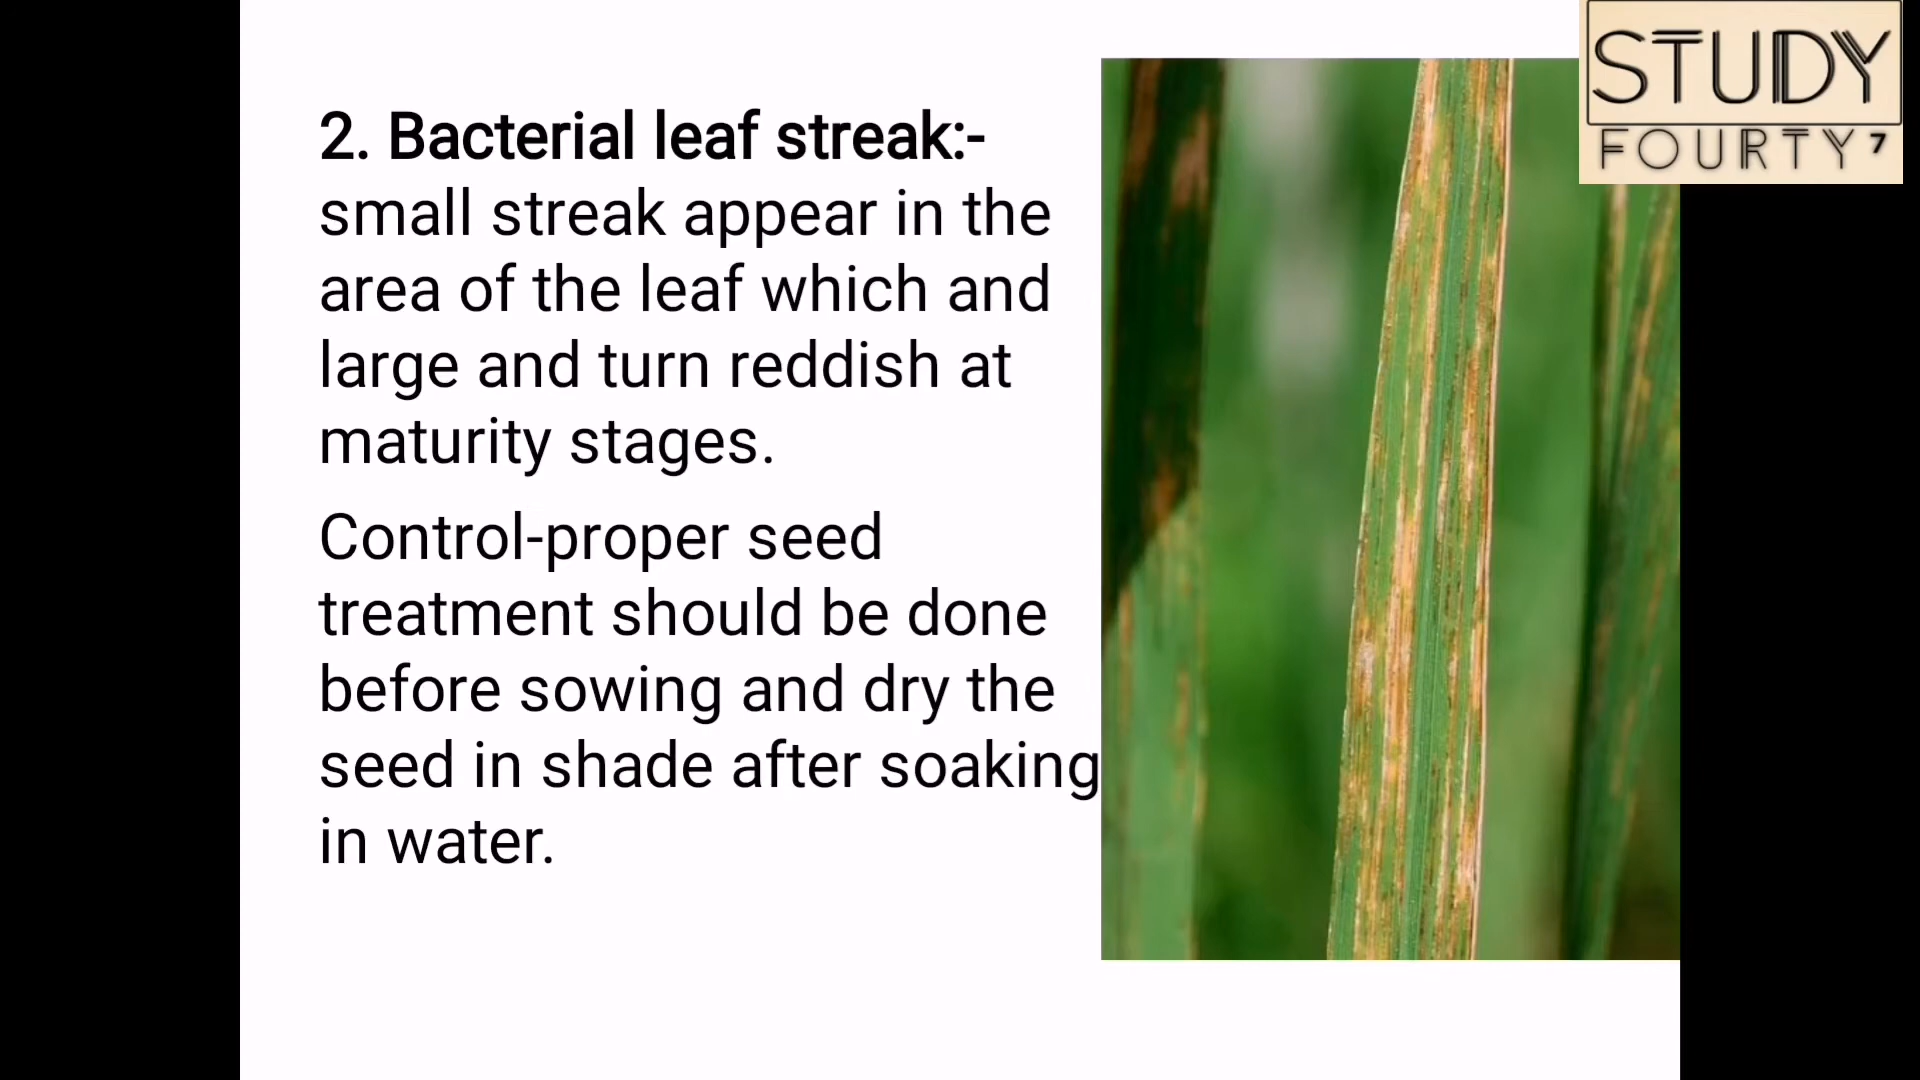 2. Bacterial leaf streak:-
small streak appear in the
area of the leaf which and
large and turn reddish at
maturity stages.
Control-proper seed
treatment should be done
before sowing and dry the
seed in shade after soaking
in water.
STUDY
FOURTY 7